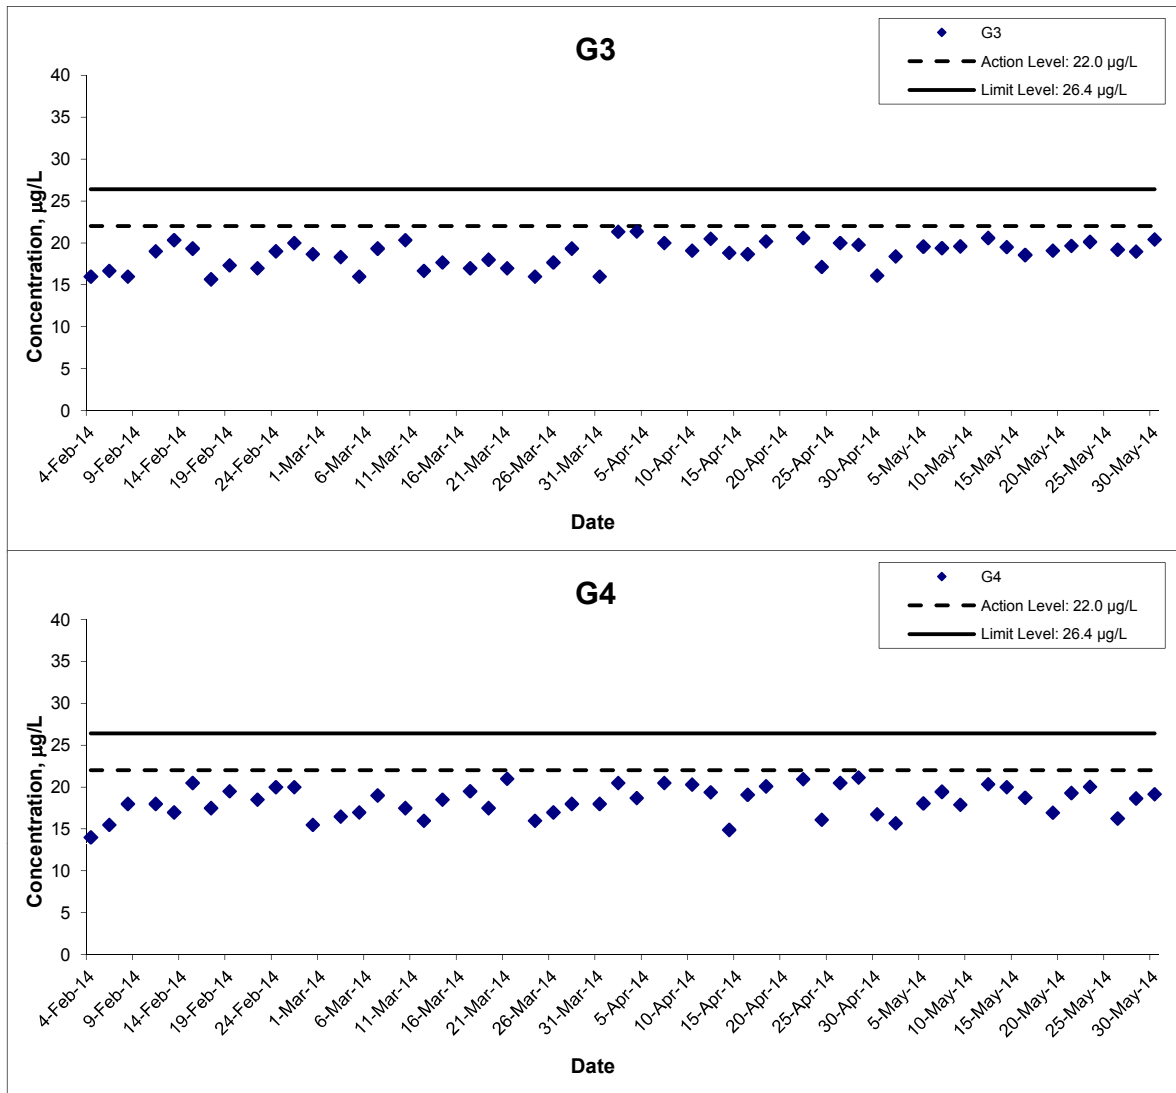 G3
G3
Action Level: 22.0 µg/L
Limit Level: 26.4 µg/L
Concentration, µg/L
40
35
30
25
20
15
10
5
0
4-Feb-14
9-Feb-14
14-Feb-14
19-Feb-14
24-Feb-14
1-Mar-14
6-Mar-14
11-Mar-14
16-Mar-14
21-Mar-14
26-Mar-14
31-Mar-14
5-Apr-14
10-Apr-14
15-Apr-14
20-Apr-14
25-Apr-14
30-Apr-14
5-May-14
10-May-14
15-May-14
20-May-14
25-May-14
30-May-14
Date
G4
G4
Action Level: 22.0 µg/L
Limit Level: 26.4 µg/L
Concentration, µg/L
40
35
30
25
20
15
10
5
0
4-Feb-14
9-Feb-14
14-Feb-14
19-Feb-14
24-Feb-14
1-Mar-14
6-Mar-14
11-Mar-14
16-Mar-14
21-Mar-14
26-Mar-14
31-Mar-14
5-Apr-14
10-Apr-14
15-Apr-14
20-Apr-14
25-Apr-14
30-Apr-14
5-May-14
10-May-14
15-May-14
20-May-14
25-May-14
30-May-14
Date